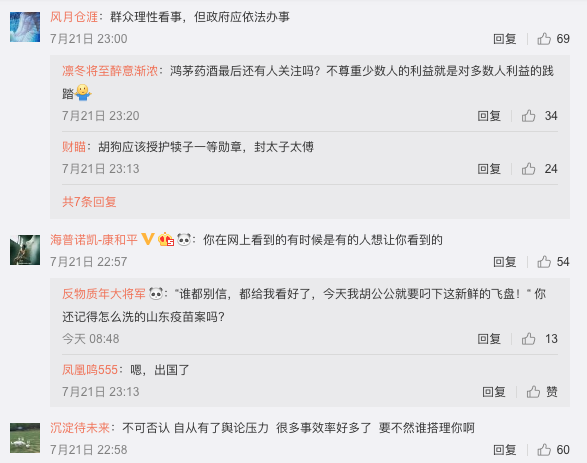 风月仓涯：群众理性看事，但政府应依法办事
7月21日 23:00 回复 69
凛冬将至醉意渐浓：鸿茅药酒最后还有人关注吗？不尊重少数人的利益就是对多数人利益的践
踏
7月21日 23:20 回复 34
财瞄：胡狗应该授护犊子一等勋章，封太子太傅
7月21日 23:13 回复 24
共7条回复
海普诺凯-康和平：你在网上看到的有时候是有的人想让你看到的
7月21日 22:57 回复 54
反物质年大将军：“谁都别信，都给我看好了，今天我胡公公就要叼下这新鲜的飞盘！“ 你
还记得怎么洗的山东疫苗案吗？
今天 08:48 回复 13
凤凰鸣555：嗯，出国了
7月21日 23:13 回复 赞
沉淀待未来：不可否认 自从有了舆论压力 很多事效率好多了 要不然谁搭理你啊
7月21日 22:58 回复 60